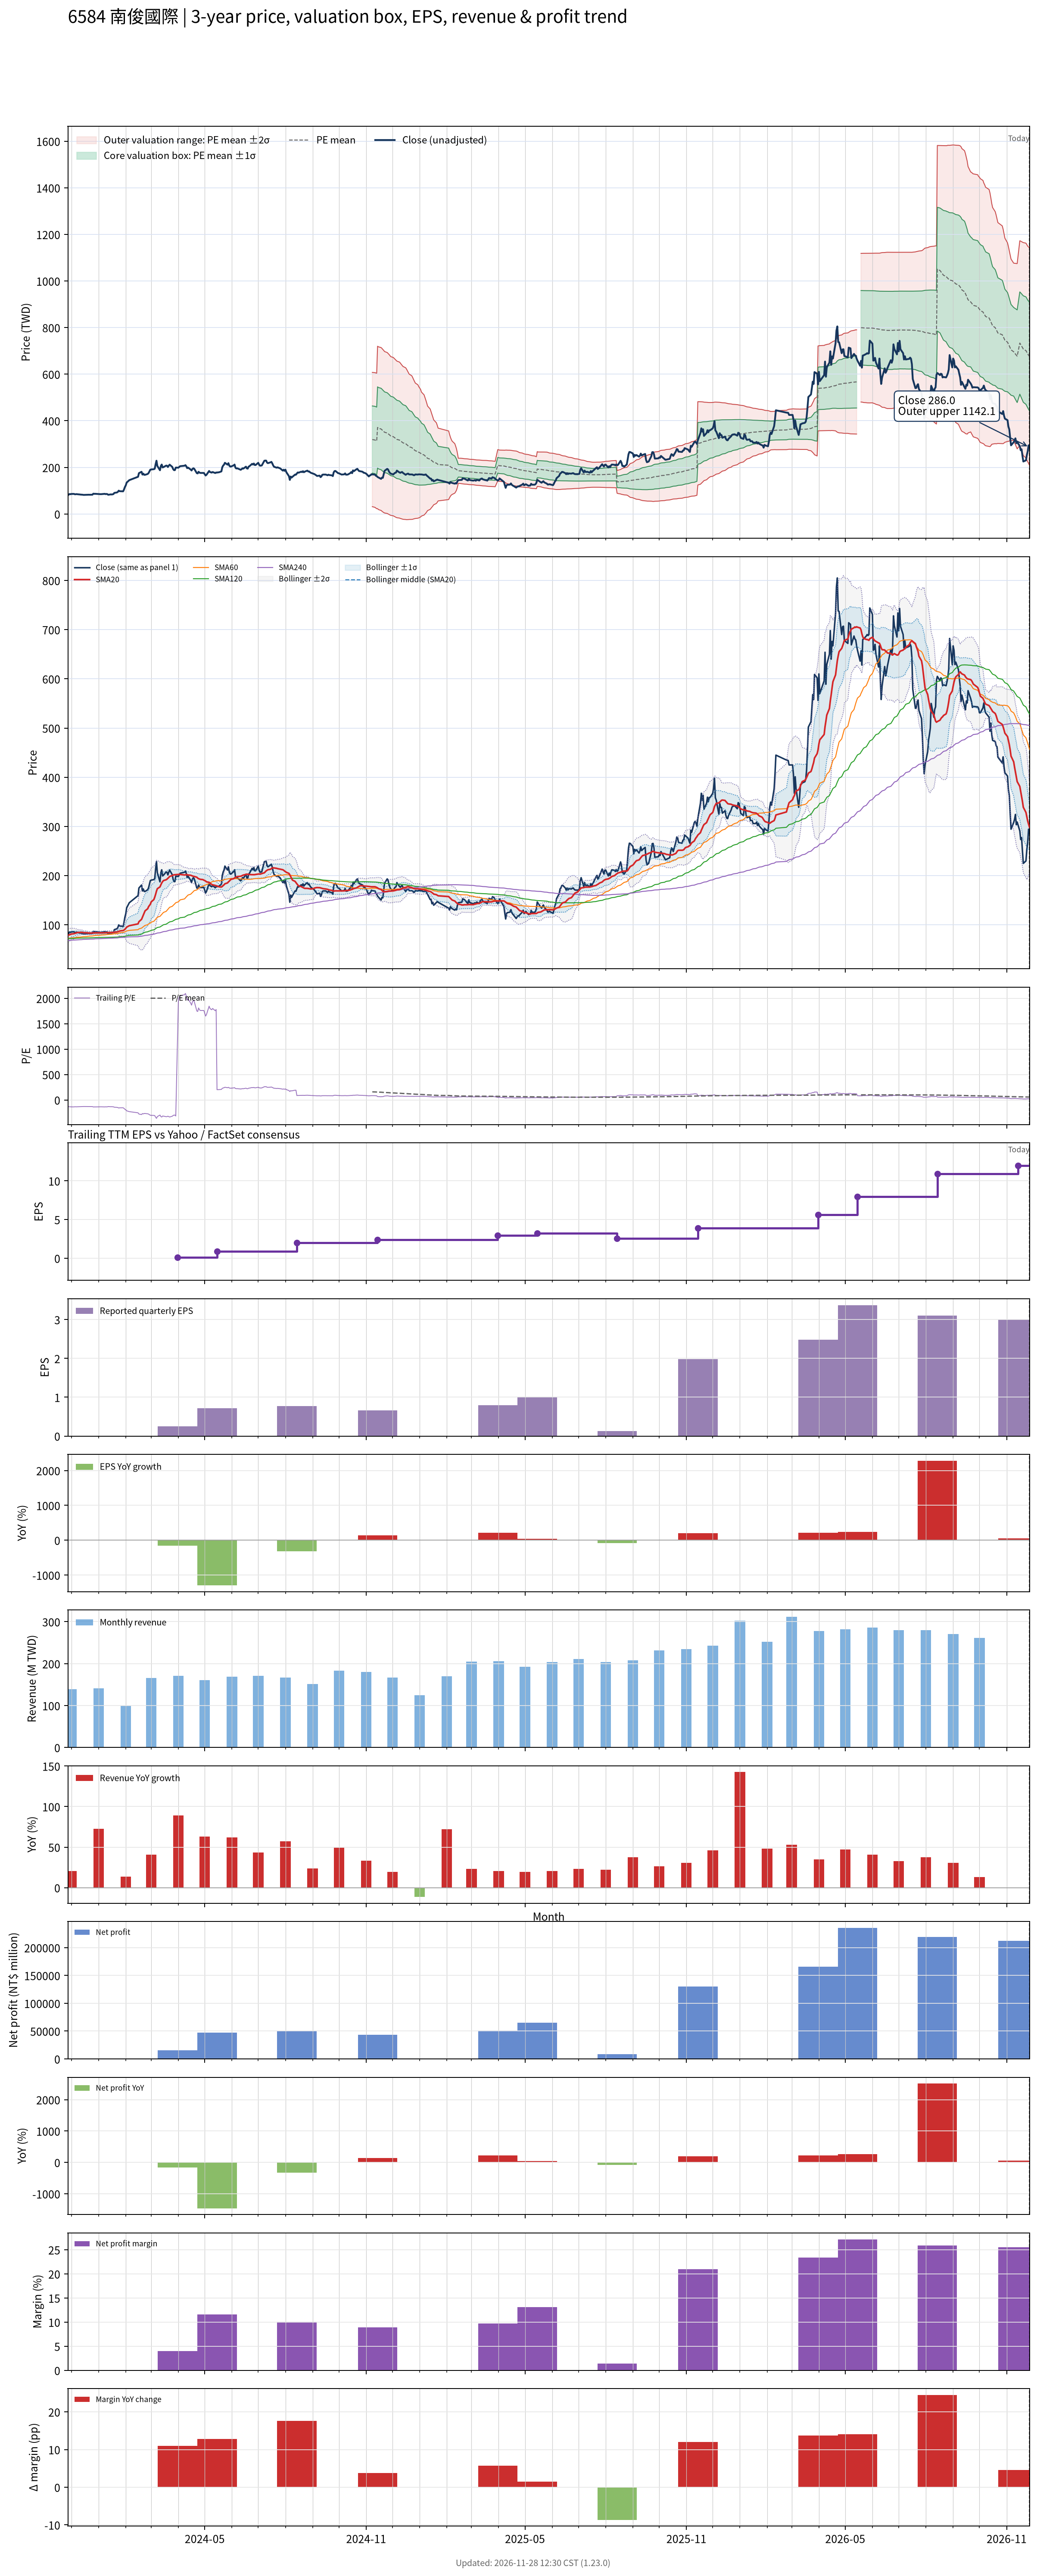 6584 南俊國際 | 3-year price, valuation box, EPS, revenue & profit trend
Outer valuation range: PE mean ±2σ
Core valuation box: PE mean ±1σ
PE mean
Close (unadjusted)
Today
Price (TWD)
1600
1400
1200
1000
800
600
400
200
0
Close 286.0
Outer upper 1142.1
Close (same as panel 1)
SMA20
SMA60
SMA120
SMA240
Bollinger ±2σ
Bollinger ±1σ
Bollinger middle (SMA20)
Price
800
700
600
500
400
300
200
100
Trailing P/E
P/E mean
P/E
2000
1500
1000
500
0
Trailing TTM EPS vs Yahoo / FactSet consensus
Today
EPS
10
5
0
Reported quarterly EPS
EPS
3
2
1
0
EPS YoY growth
YoY (%)
2000
1000
0
-1000
Monthly revenue
Revenue (M TWD)
300
200
100
0
Revenue YoY growth
YoY (%)
150
100
50
0
Month
Net profit
Net profit (NT$ million)
200000
150000
100000
50000
0
Net profit YoY
YoY (%)
2000
1000
0
-1000
Net profit margin
Margin (%)
25
20
15
10
5
0
Margin YoY change
Δ margin (pp)
20
10
0
-10
2024-05
2024-11
2025-05
2025-11
2026-05
2026-11
Updated: 2026-11-28 12:30 CST (1.23.0)